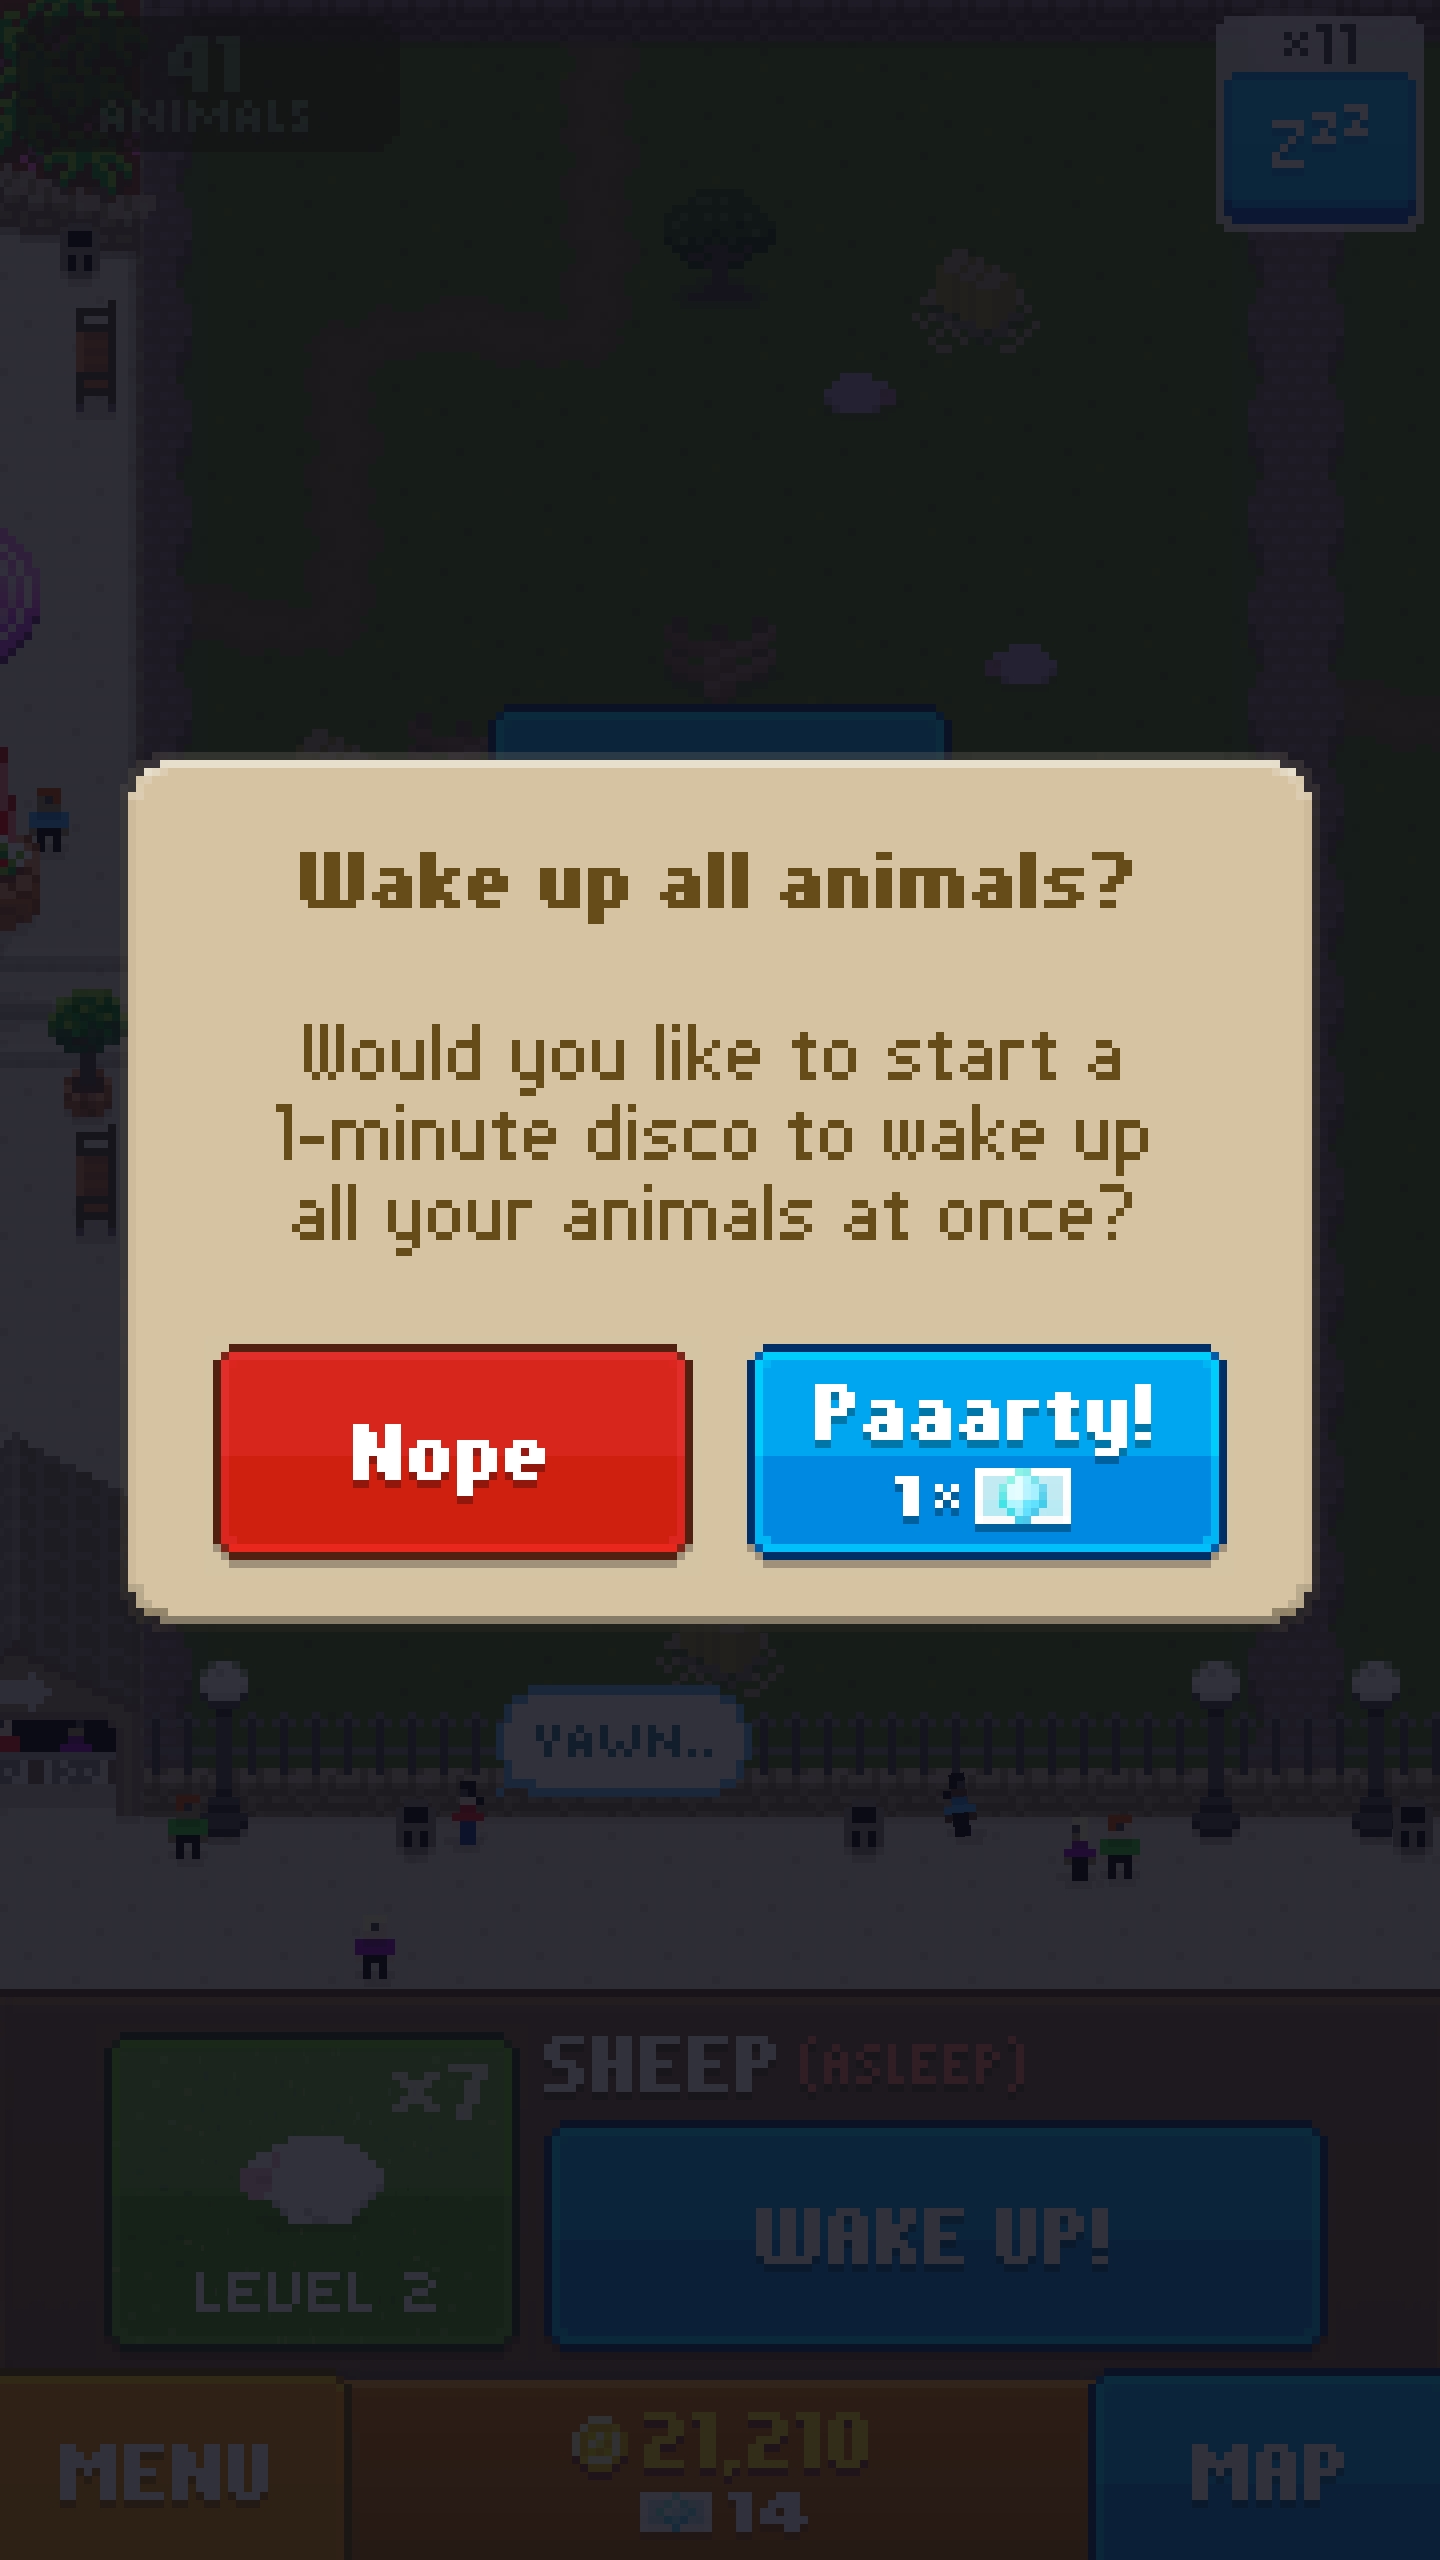 41
ANIMALS
×11
Zzz
Wake up all animals?
Would you like to start a
1-minute disco to wake up
all your animals at once?
Nope
Paaarty!
1×
YAWN..
x7
LEVEL 2
SHEEP (ASLEEP)
WAKE UP!
MENU
21,210
14
MAP